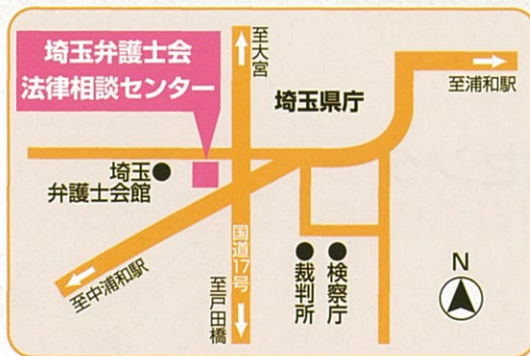 埼玉弁護士会
法律相談センター
至大宮
埼玉県庁
至浦和駅
埼玉
弁護士会館
至中浦和駅
国道17号
至戸田橋
裁判所
検察庁
N